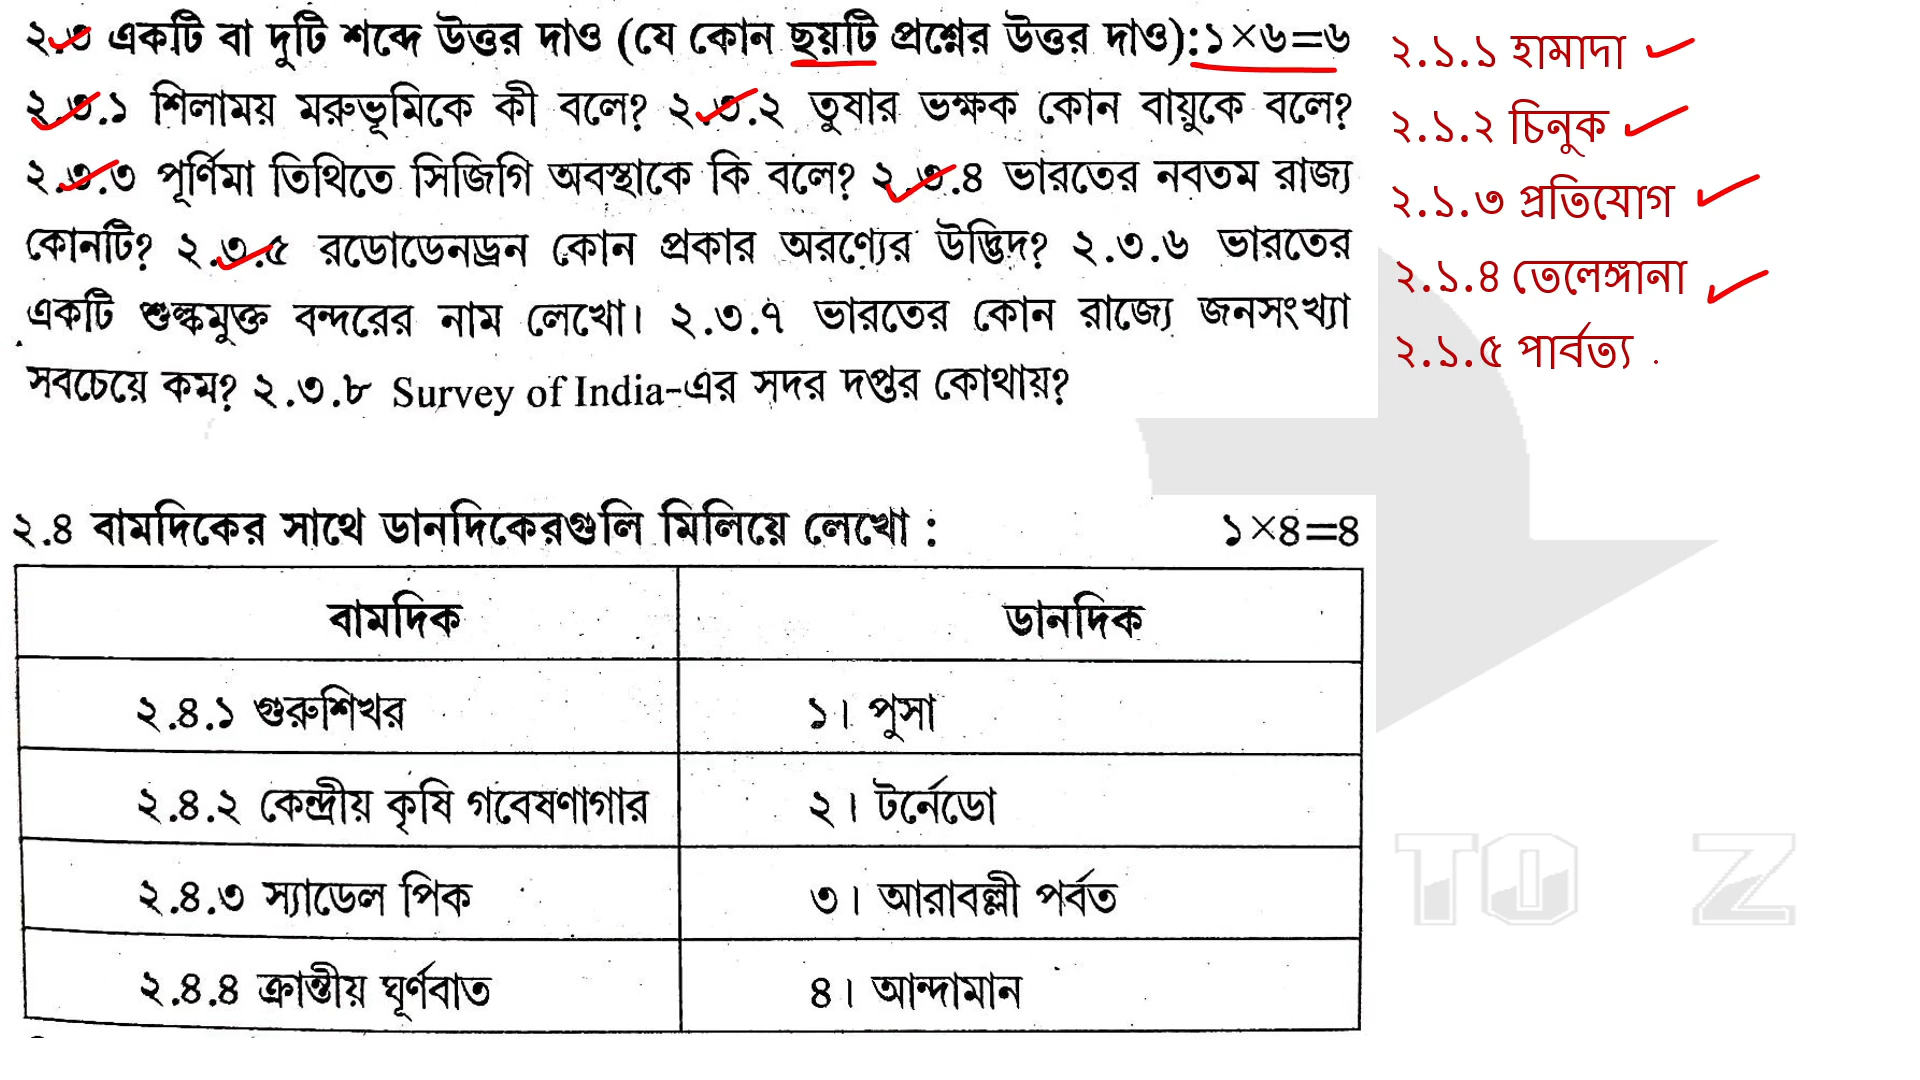 ২.৩ একটি বা দুটি শব্দে উত্তর দাও (যে কোন ছয়টি প্রশ্নের উত্তর দাও):১×৬=৬
২.৩.১ শিলাময় মরুভূমিকে কী বলে? ২.৩.২ তুষার ভক্ষক কোন বায়ুকে বলে?
২.৩.৩ পূর্ণিমা তিথিতে সিজিগি অবস্থাকে কি বলে? ২.৩.৪ ভারতের নবতম রাজ্য
কোনটি? ২.৩.৫ রডোডেনড্রন কোন প্রকার অরণ্যের উদ্ভিদ? ২.৩.৬ ভারতের
একটি শুল্কমুক্ত বন্দরের নাম লেখো। ২.৩.৭ ভারতের কোন রাজ্যে জনসংখ্যা
সবচেয়ে কম? ২.৩.৮ Survey of India-এর সদর দপ্তর কোথায়?
২.১.১ হামাদা
২.১.২ চিনুক
২.১.৩ প্রতিযোগ
২.১.৪ তেলেঙ্গানা
২.১.৫ পার্বত্য
২.৪ বামদিকের সাথে ডানদিকেরগুলি মিলিয়ে লেখো : ১×৪=৪
বামদিক ডানদিক
২.৪.১ গুরুশিখর ১। পুসা
২.৪.২ কেন্দ্রীয় কৃষি গবেষণাগার ২। টর্নেডো
২.৪.৩ স্যাডেল পিক ৩। আরাবল্লী পর্বত
২.৪.৪ ক্রান্তীয় ঘূর্ণবাত ৪। আন্দামান
TO Z